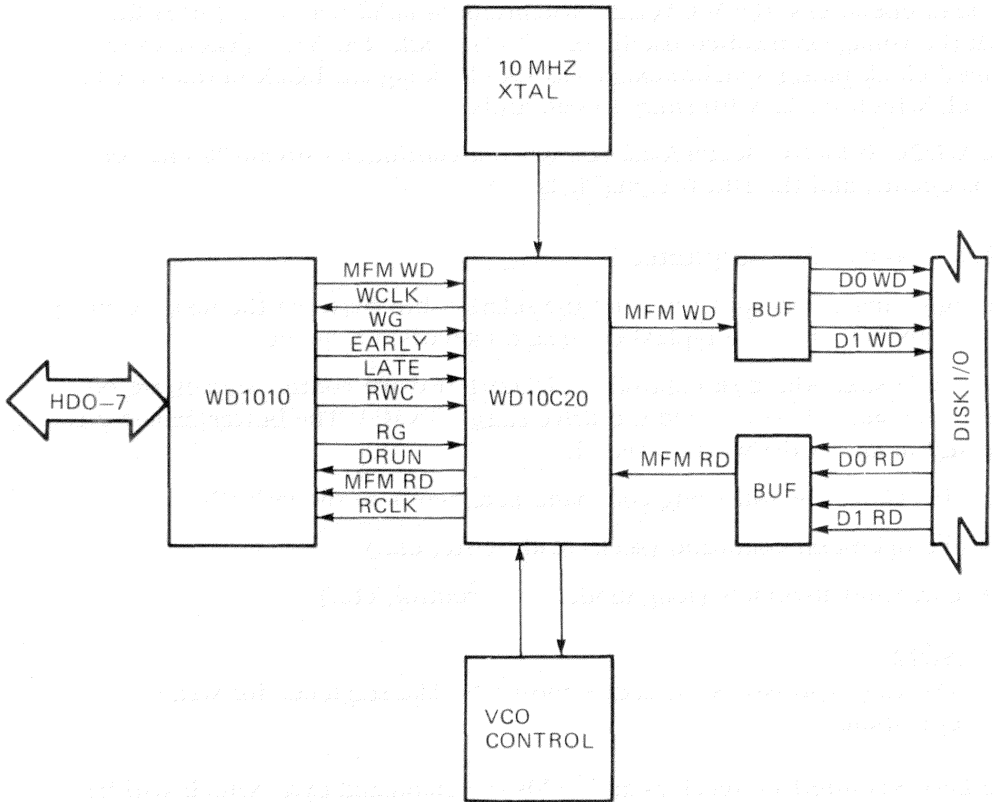 10 MHZ
XTAL
HDO–7
WD1010
MFM WD
WCLK
WG
EARLY
LATE
RWC
RG
DRUN
MFM RD
RCLK
WD10C20
MFM WD
BUF
D0 WD
D1 WD
MFM RD
BUF
D0 RD
D1 RD
DISK I/O
VCO
CONTROL